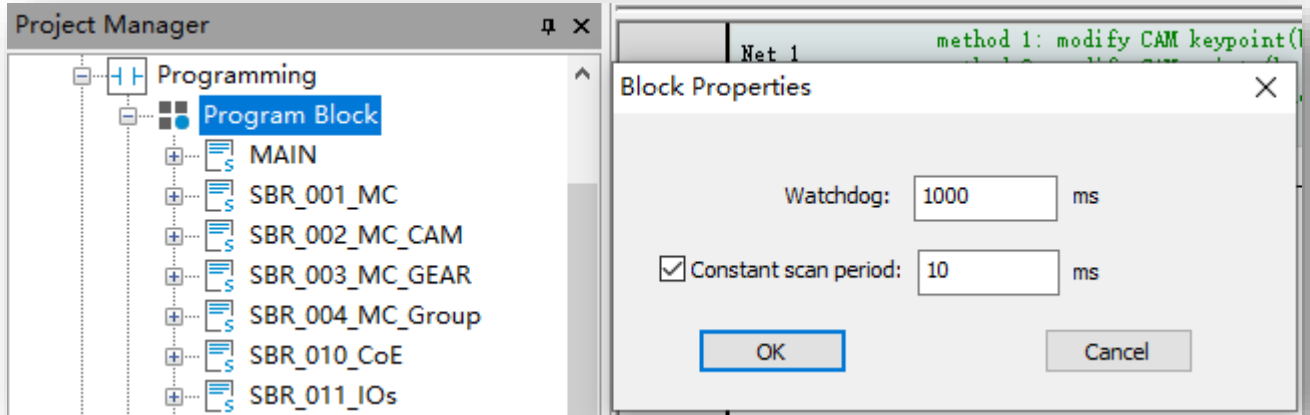 Project Manager
Programming
Program Block
MAIN
SBR_001_MC
SBR_002_MC_CAM
SBR_003_MC_GEAR
SBR_004_MC_Group
SBR_010_CoE
SBR_011_IOs
Net 1
method 1: modify CAM keypoint(
Block Properties
Watchdog: 1000 ms
Constant scan period: 10 ms
OK Cancel